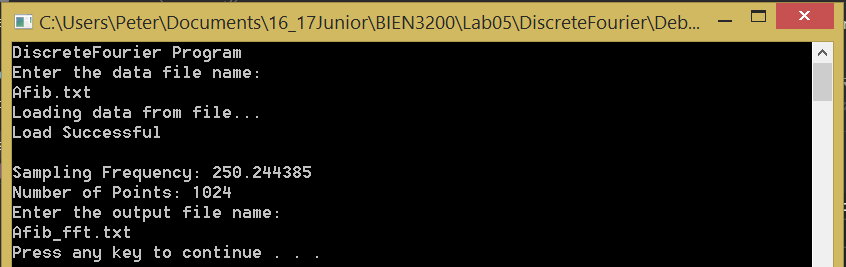 C:\Users\Peter\Documents\16_17Junior\BIEN3200\Lab05\DiscreteFourier\Deb...
DiscreteFourier Program
Enter the data file name:
Afib.txt
Loading data from file...
Load Successful
Sampling Frequency: 250.244385
Number of Points: 1024
Enter the output file name:
Afib_fft.txt
Press any key to continue . . .